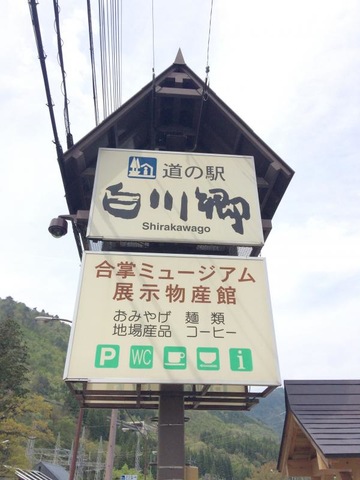 道の駅
白川郷
Shirakawago
合掌ミュージアム
展示物産館
おみやげ 麺類
地場産品 コーヒー
P WC i